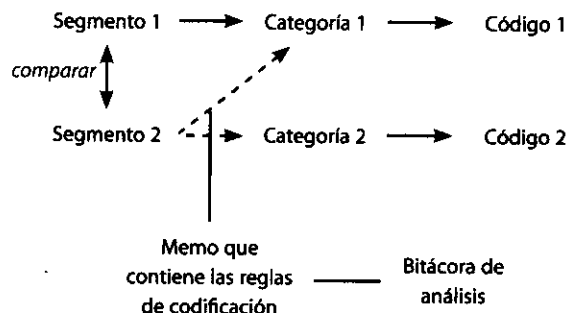 Segmento 1 Categoría 1 Código 1
comparar
Segmento 2 Categoría 2 Código 2
Memo que
contiene las reglas
de codificación
Bitácora de
análisis